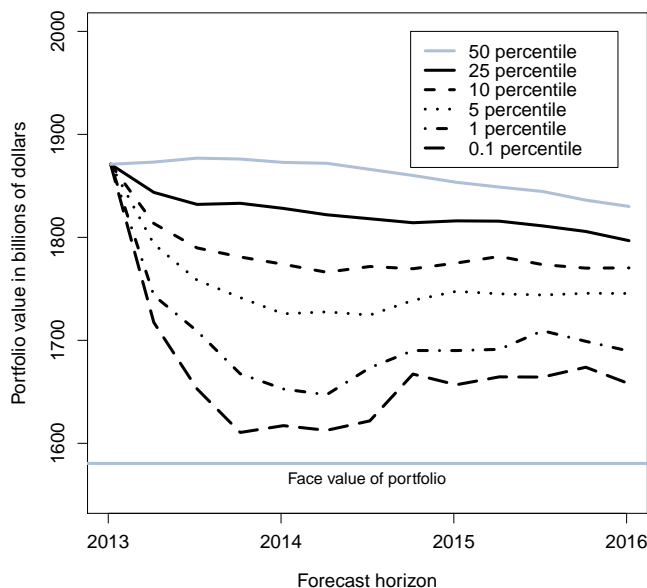 2000
1900
1800
1700
1600
Portfolio value in billions of dollars
50 percentile
25 percentile
10 percentile
5 percentile
1 percentile
0.1 percentile
Face value of portfolio
2013
2014
2015
2016
Forecast horizon